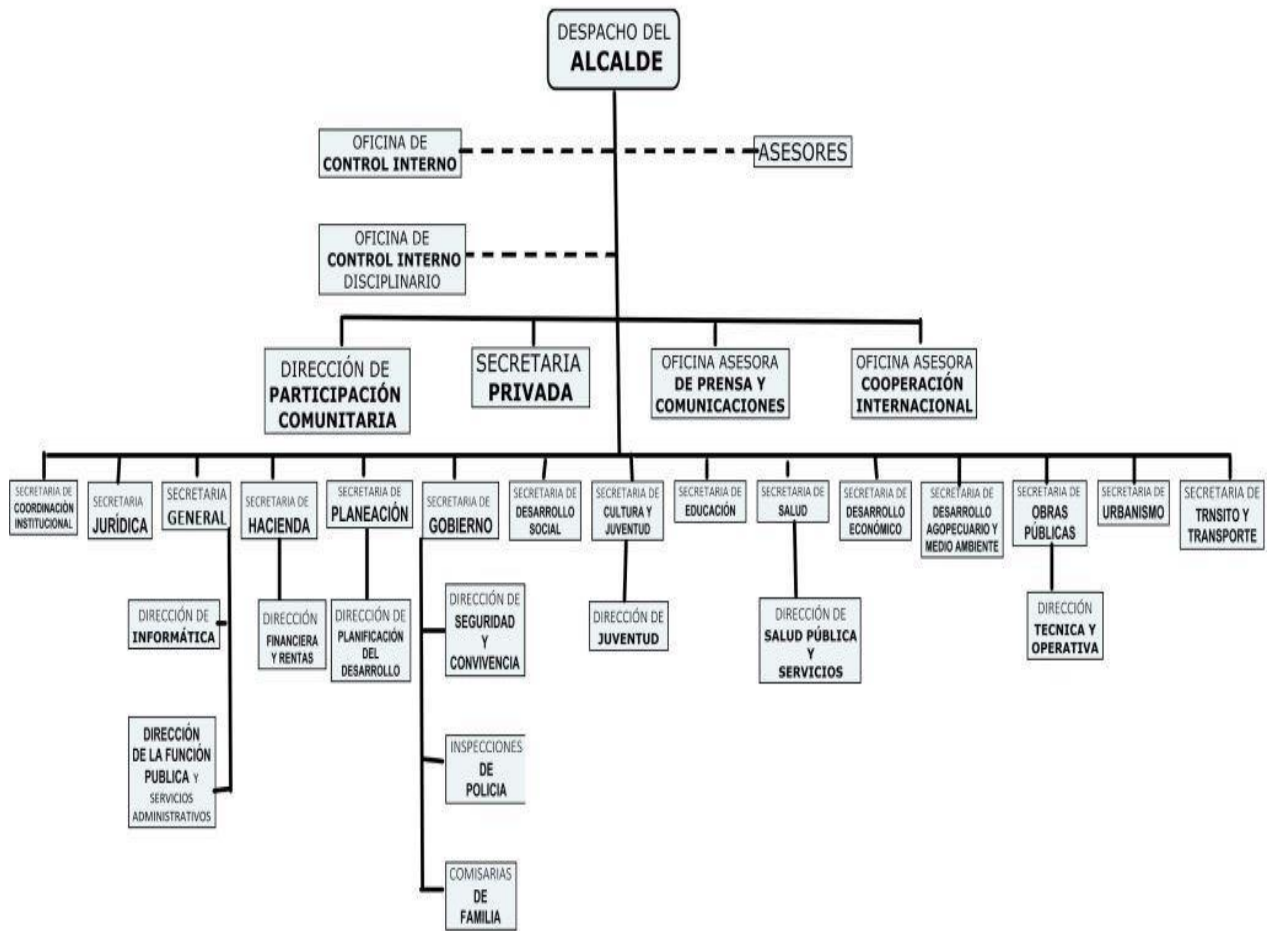 DESPACHO DEL
ALCALDE
OFICINA DE
CONTROL INTERNO
ASESORES
OFICINA DE
CONTROL INTERNO
DISCIPLINARIO
DIRECCIÓN DE
PARTICIPACIÓN
COMUNITARIA
SECRETARIA
PRIVADA
OFICINA ASESORA
DE PRENSA Y
COMUNICACIONES
OFICINA ASESORA
COOPERACIÓN
INTERNACIONAL
SECRETARIA DE
COORDINACIÓN
INSTITUCIONAL
SECRETARIA
JURÍDICA
SECRETARIA
GENERAL
SECRETARIA DE
HACIENDA
SECRETARIA DE
PLANEACIÓN
SECRETARIA DE
GOBIERNO
SECRETARIA DE
DESARROLLO
SOCIAL
SECRETARIA DE
CULTURA Y
JUVENTUD
SECRETARIA DE
EDUCACIÓN
SECRETARIA DE
SALUD
SECRETARIA DE
DESARROLLO
ECONÓMICO
SECRETARIA DE
DESARROLLO
AGOPECUARIO Y
MEDIO AMBIENTE
SECRETARIA DE
OBRAS
PÚBLICAS
SECRETARIA DE
URBANISMO
SECRETARIA DE
TRNSITO Y
TRANSPORTE
DIRECCIÓN DE
INFORMÁTICA
DIRECCIÓN
FINANCIERA
Y RENTAS
DIRECCIÓN DE
PLANIFICACIÓN
DEL
DESARROLLO
DIRECCIÓN DE
SEGURIDAD
Y
CONVIVENCIA
DIRECCIÓN DE
JUVENTUD
DIRECCIÓN DE
SALUD PÚBLICA
Y
SERVICIOS
DIRECCIÓN
TECNICA Y
OPERATIVA
DIRECCIÓN
DE LA FUNCIÓN
PUBLICA Y
SERVICIOS
ADMINISTRATIVOS
INSPECCIONES
DE
POLICIA
COMISARIAS
DE
FAMILIA